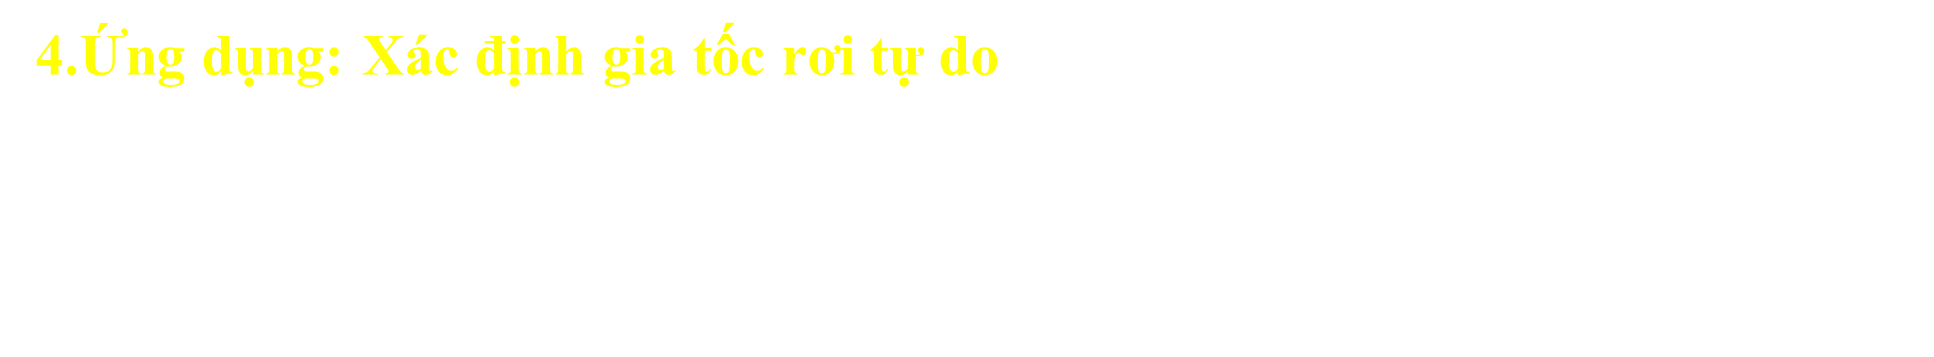 4.Ứng dụng: Xác định gia tốc rơi tự do